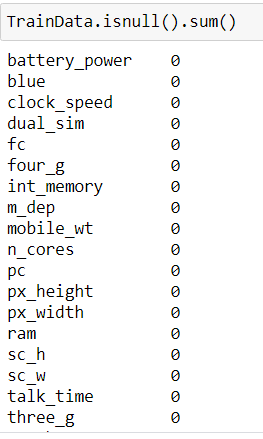 TrainData.isnull().sum()
battery_power 0
blue 0
clock_speed 0
dual_sim 0
fc 0
four_g 0
int_memory 0
m_dep 0
mobile_wt 0
n_cores 0
pc 0
px_height 0
px_width 0
ram 0
sc_h 0
sc_w 0
talk_time 0
three_g 0